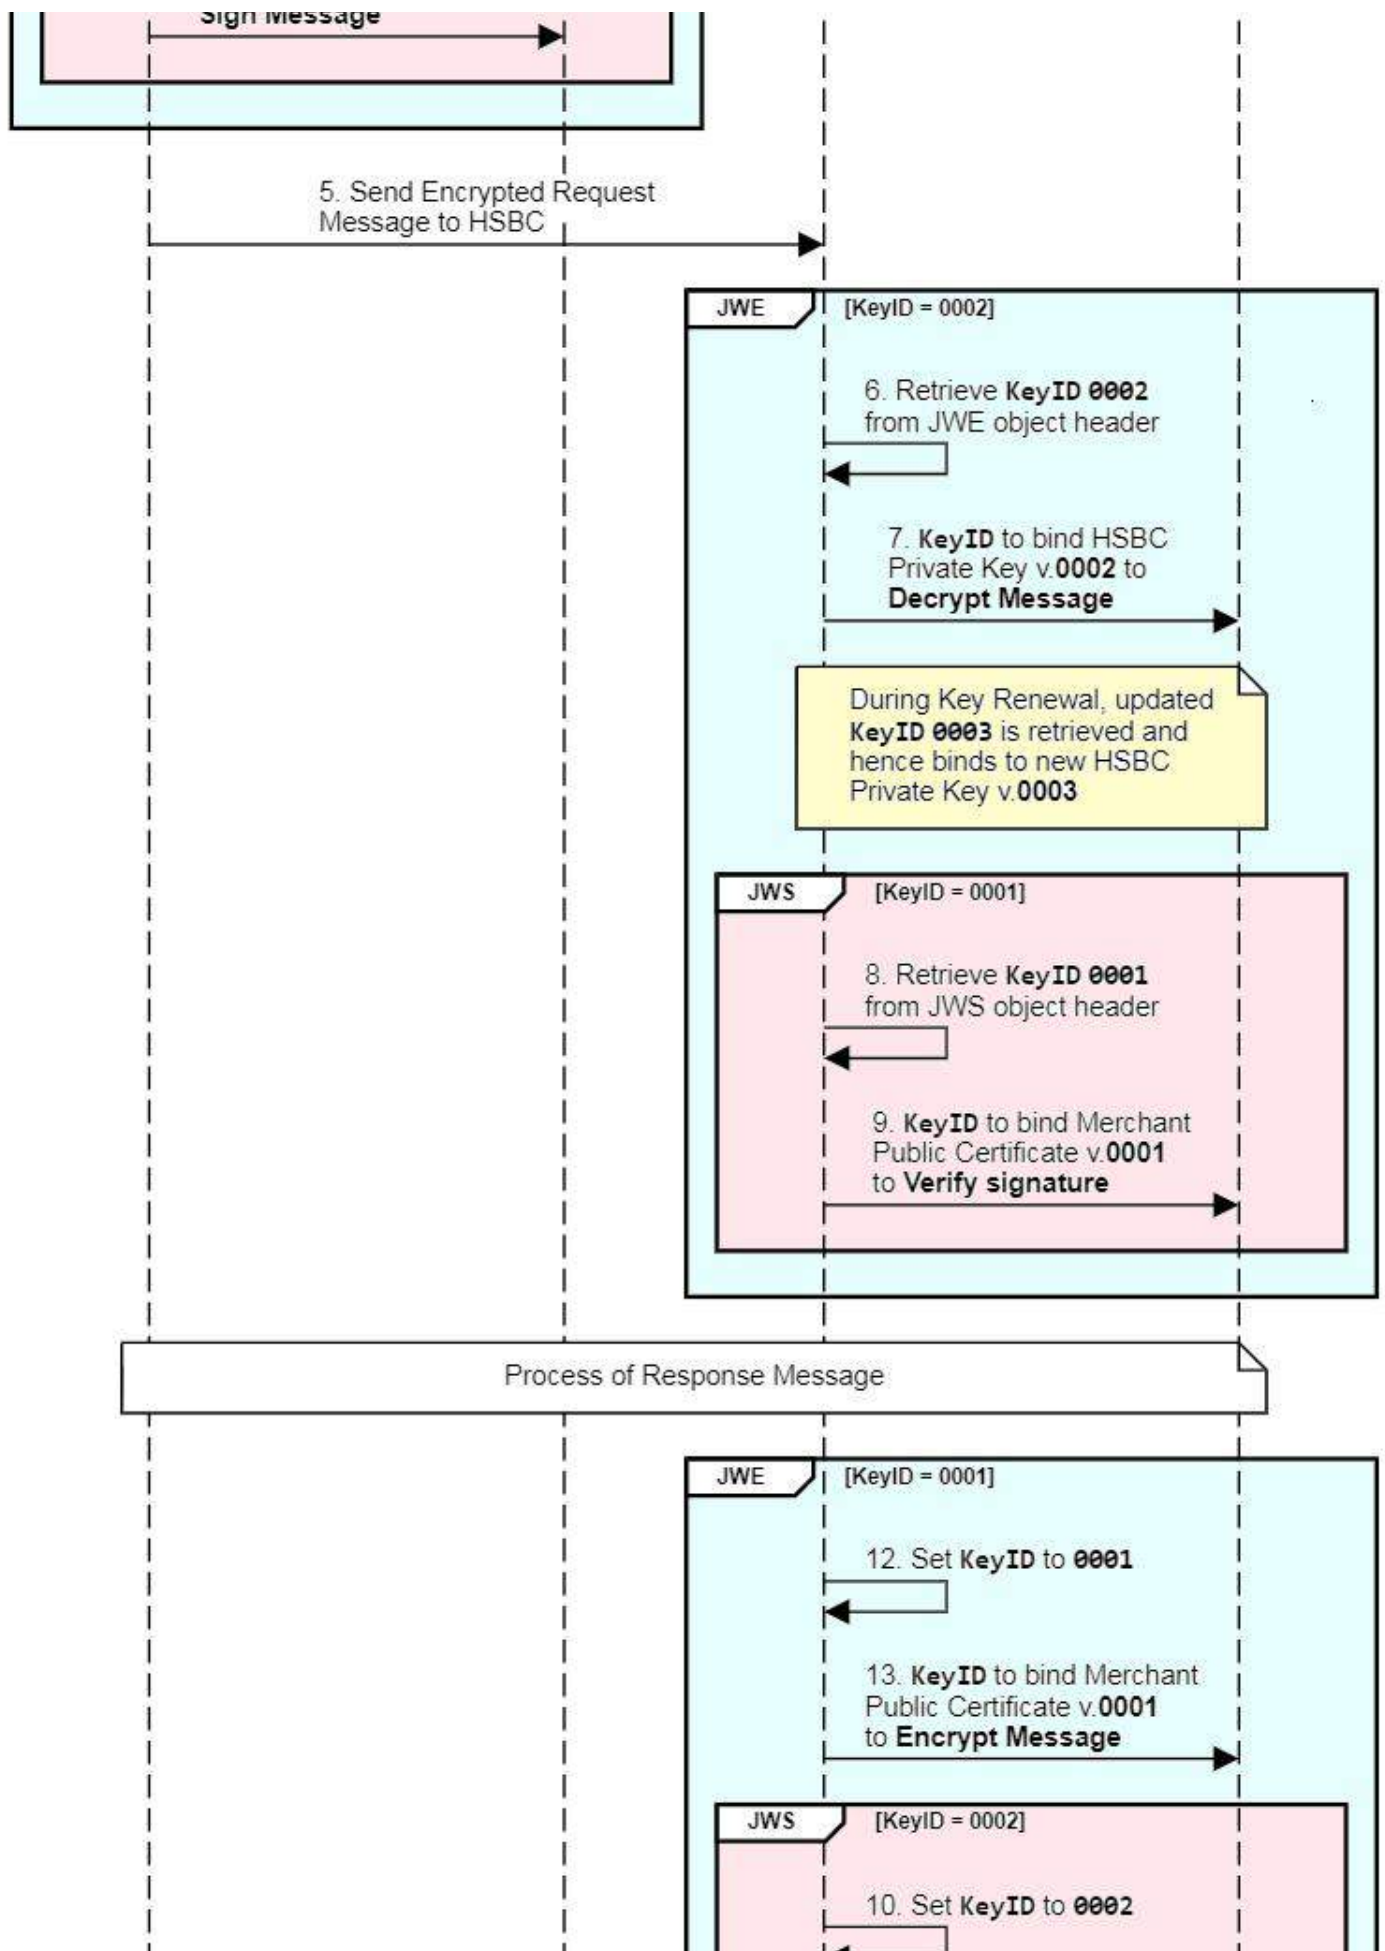 Sign Message
5. Send Encrypted Request
Message to HSBC
JWE
[KeyID = 0002]
6. Retrieve KeyID 0002
from JWE object header
7. KeyID to bind HSBC
Private Key v.0002 to
Decrypt Message
During Key Renewal, updated
KeyID 0003 is retrieved and
hence binds to new HSBC
Private Key v.0003
JWS
[KeyID = 0001]
8. Retrieve KeyID 0001
from JWS object header
9. KeyID to bind Merchant
Public Certificate v.0001
to Verify signature
Process of Response Message
JWE
[KeyID = 0001]
12. Set KeyID to 0001
13. KeyID to bind Merchant
Public Certificate v.0001
to Encrypt Message
JWS
[KeyID = 0002]
10. Set KeyID to 0002